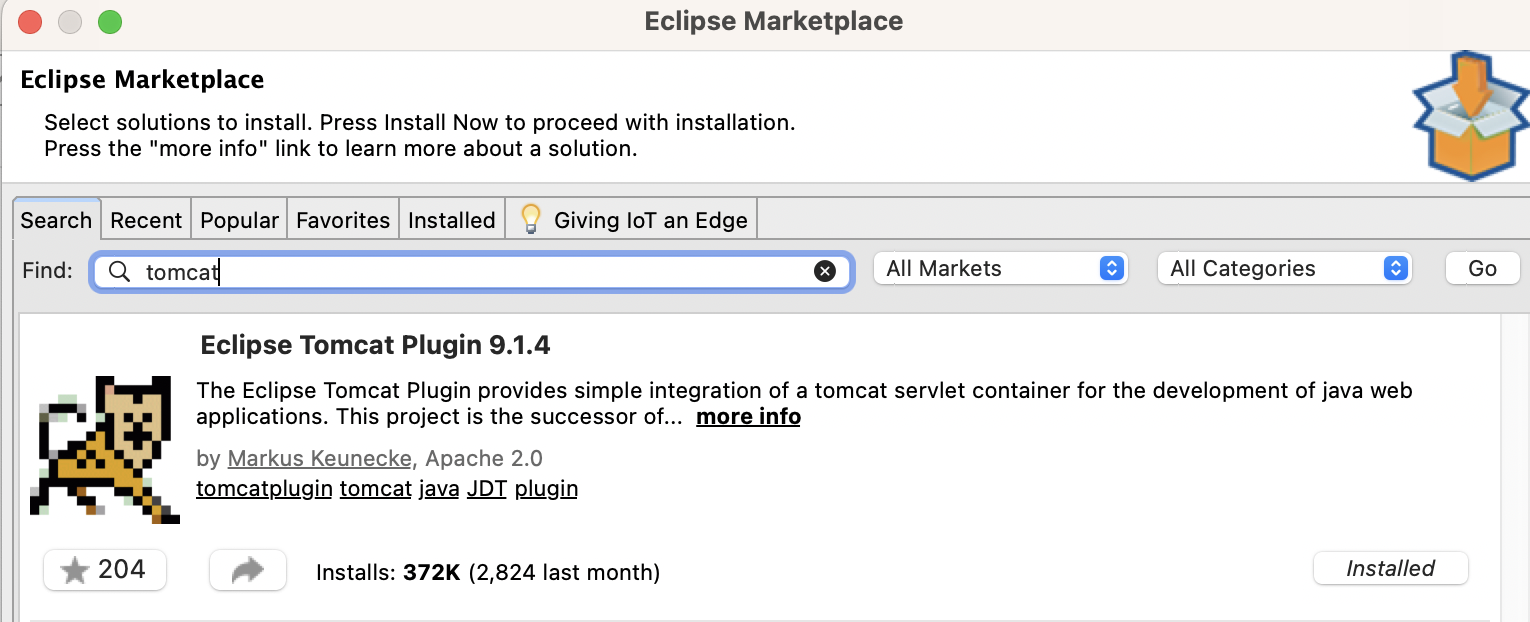 Eclipse Marketplace
Eclipse Marketplace
Select solutions to install. Press Install Now to proceed with installation.
Press the "more info" link to learn more about a solution.
Search Recent Popular Favorites Installed Giving IoT an Edge
Find: tomcat All Markets All Categories Go
Eclipse Tomcat Plugin 9.1.4
The Eclipse Tomcat Plugin provides simple integration of a tomcat servlet container for the development of java web
applications. This project is the successor of... more info
by Markus Keunecke, Apache 2.0
tomcatplugin tomcat java JDT plugin
204 Installs: 372K (2,824 last month) Installed